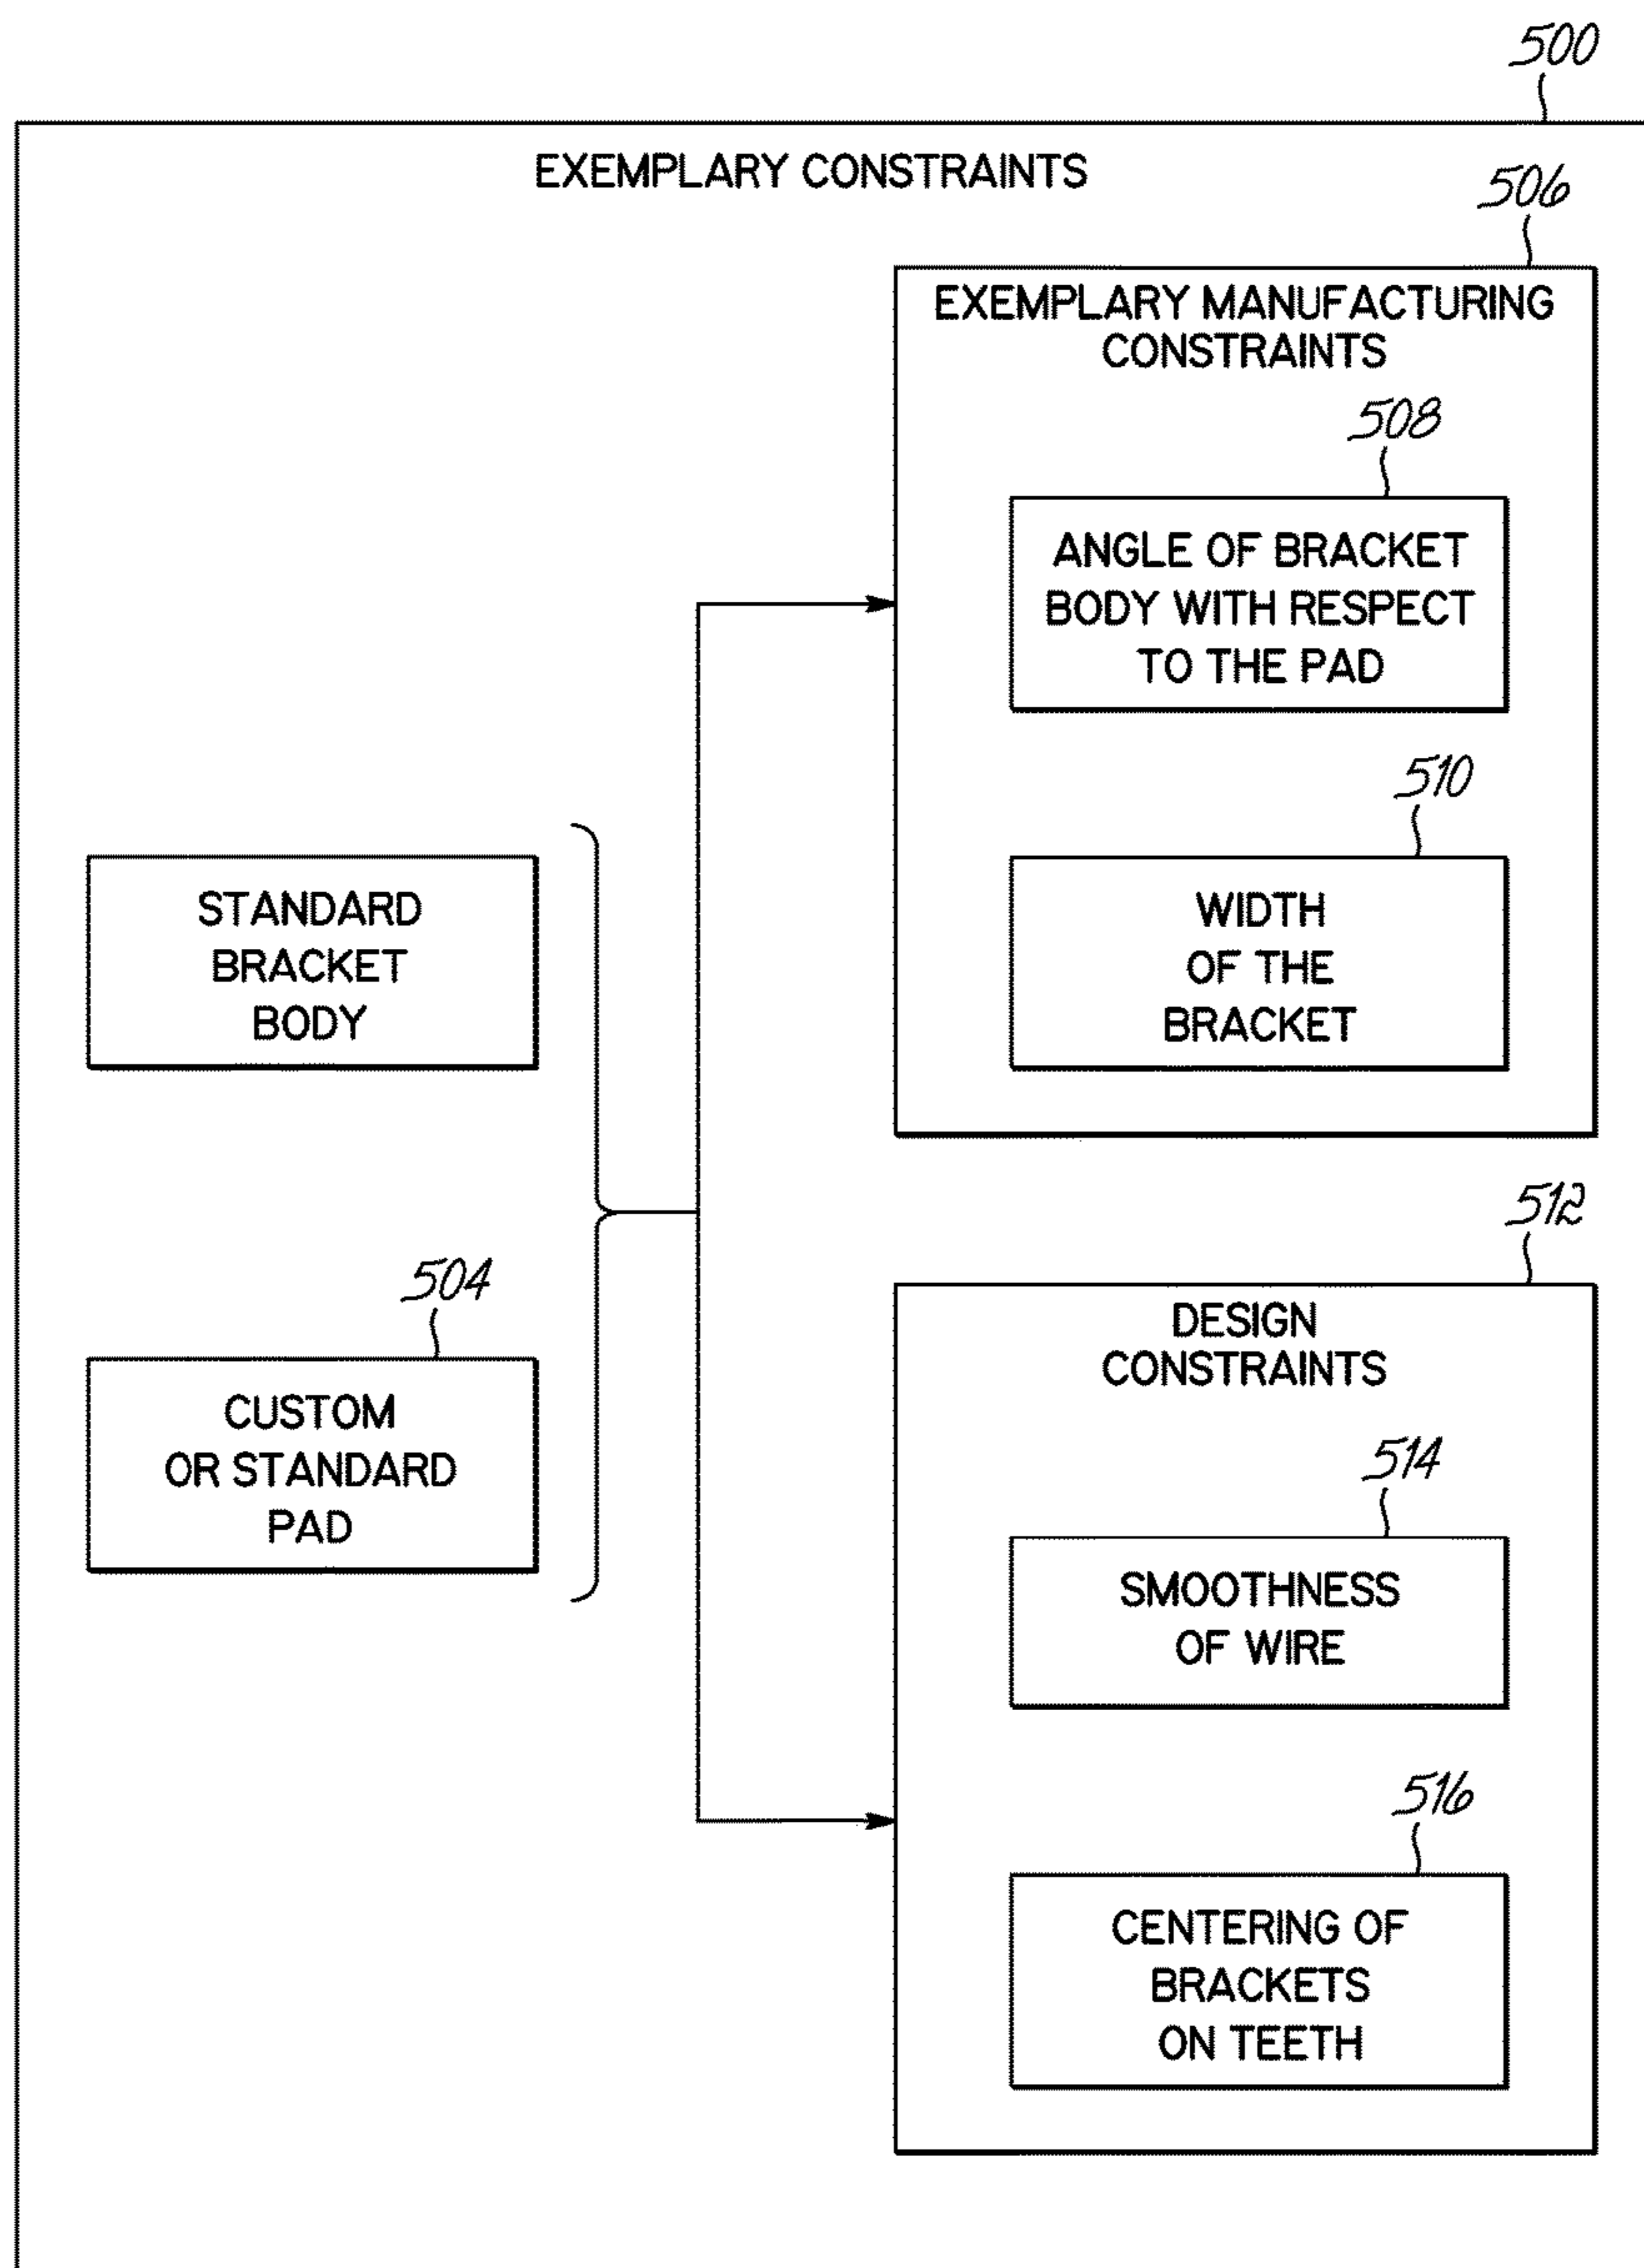 500
EXEMPLARY CONSTRAINTS
506
EXEMPLARY MANUFACTURING
CONSTRAINTS
508
ANGLE OF BRACKET
BODY WITH RESPECT
TO THE PAD
510
WIDTH
OF THE
BRACKET
STANDARD
BRACKET
BODY
504
CUSTOM
OR STANDARD
PAD
512
DESIGN
CONSTRAINTS
514
SMOOTHNESS
OF WIRE
516
CENTERING OF
BRACKETS
ON TEETH